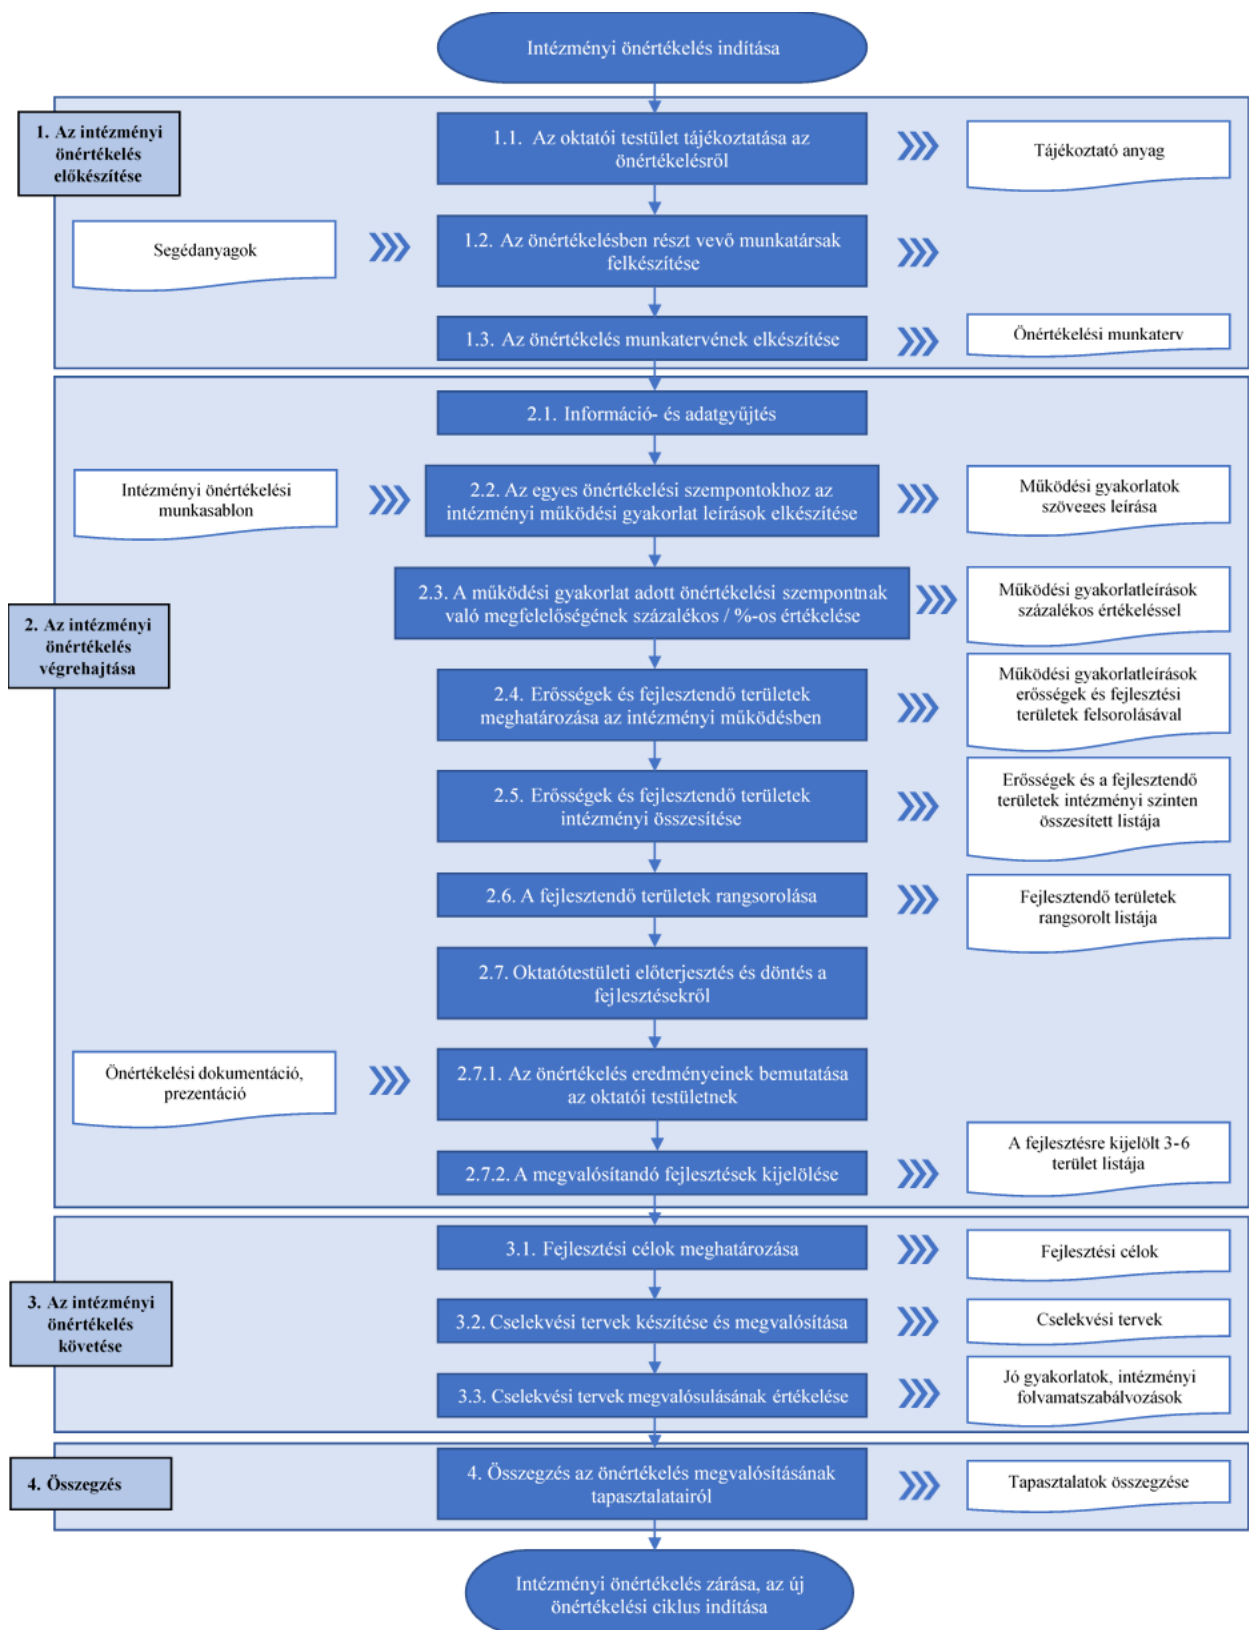 Intézményi önértékelés indítása
1. Az intézményi
önértékelés
előkészítése
1.1. Az oktatói testület tájékoztatása az
önértékelésről
Tájékoztató anyag
Segédanyagok
1.2. Az önértékelésben részt vevő munkatársak
felkészítése
1.3. Az önértékelés munkatervének elkészítése
Önértékelési munkaterv
2. Az intézményi
önértékelés
végrehajtása
2.1. Információ- és adatgyűjtés
Intézményi önértékelési
munkasablon
2.2. Az egyes önértékelési szempontokhoz az
intézményi működési gyakorlat leírások elkészítése
Működési gyakorlatok
szöveges leírása
2.3. A működési gyakorlat adott önértékelési szempontnak
való megfelelőségének százalékos / %-os értékelése
Működési gyakorlatleírások
százalékos értékeléssel
2.4. Erősségek és fejlesztendő területek
meghatározása az intézményi működésben
Működési gyakorlatleírások
erősségek és fejlesztési
területek felsorolásával
2.5. Erősségek és fejlesztendő területek
intézményi összesítése
Erősségek és a fejlesztendő
területek intézményi szinten
összesített listája
2.6. A fejlesztendő területek rangsorolása
Fejlesztendő területek
rangsorolt listája
2.7. Oktatótestületi előterjesztés és döntés a
fejlesztésekről
Önértékelési dokumentáció,
prezentáció
2.7.1. Az önértékelés eredményeinek bemutatása
az oktatói testületnek
2.7.2. A megvalósítandó fejlesztések kijelölése
A fejlesztésre kijelölt 3-6
terület listája
3. Az intézményi
önértékelés
követése
3.1. Fejlesztési célok meghatározása
Fejlesztési célok
3.2. Cselekvési tervek készítése és megvalósítása
Cselekvési tervek
3.3. Cselekvési tervek megvalósulásának értékelése
Jó gyakorlatok, intézményi
folyamatszabályozások
4. Összegzés
4. Összegzés az önértékelés megvalósításának
tapasztalatairól
Tapasztalatok összegzése
Intézményi önértékelés zárása, az új
önértékelési ciklus indítása